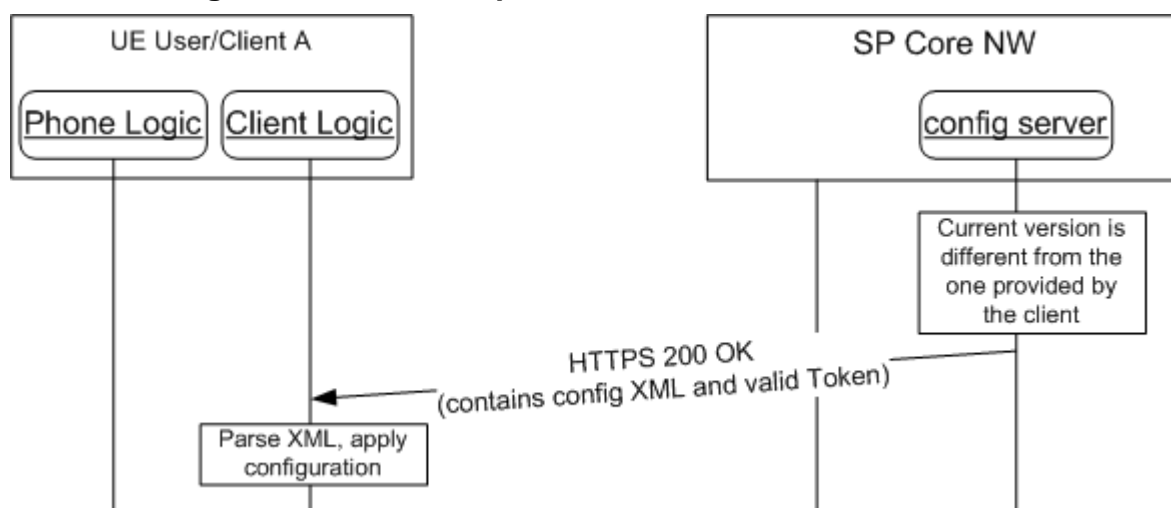 UE User/Client A
SP Core NW
Phone Logic
Client Logic
config server
Current version is
different from the
one provided by
the client
HTTPS 200 OK
(contains config XML and valid Token)
Parse XML, apply
configuration